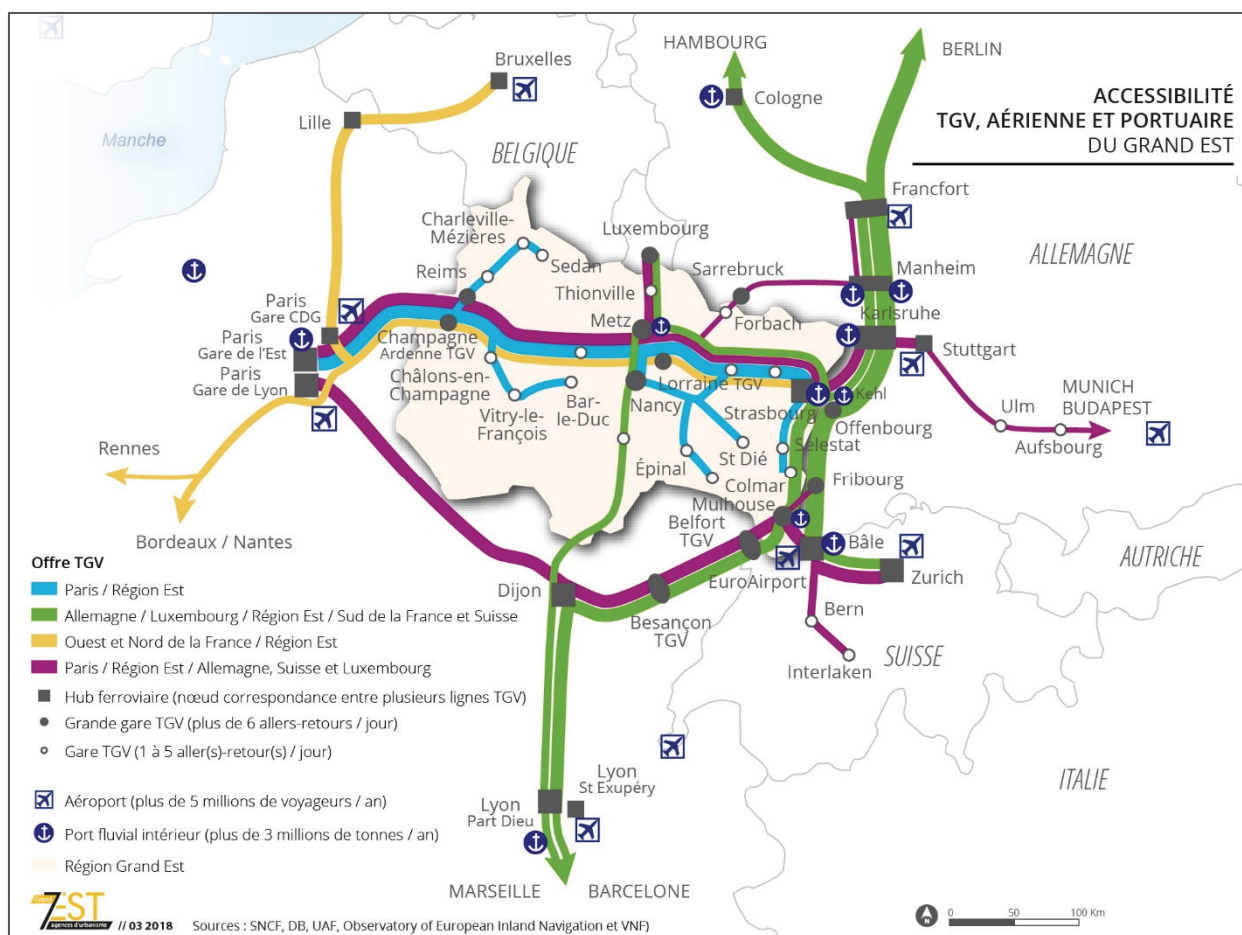 HAMBOURG
BERLIN
Bruxelles
Cologne
ACCESSIBILITÉ
TGV, AÉRIENNE ET PORTUAIRE
DU GRAND EST
Lille
Manche
BELGIQUE
Francfort
Charleville-
Mézières
Luxembourg
ALLEMAGNE
Reims
Sedan
Sarrebruck
Manheim
Thionville
Paris
Gare CDG
Metz
Forbach
Karlsruhe
Paris
Gare de l'Est
Champagne
Ardenne TGV
Stuttgart
Paris
Gare de Lyon
Châlons-en-
Champagne
Lorraine TGV
Nancy
Kehl
MUNICH
BUDAPEST
Bar-
le-Duc
Strasbourg
Ulm
Vitry-le-
François
Offenbourg
Aufsbourg
Sélestat
Rennes
St Dié
Épinal
Colmar
Fribourg
Mulhouse
Belfort
TGV
Bordeaux / Nantes
Bâle
AUTRICHE
Offre TGV
Paris / Région Est
Allemagne / Luxembourg / Région Est / Sud de la France et Suisse
Ouest et Nord de la France / Région Est
Paris / Région Est / Allemagne, Suisse et Luxembourg
Hub ferroviaire (nœud correspondance entre plusieurs lignes TGV)
Grande gare TGV (plus de 6 allers-retours / jour)
Gare TGV (1 à 5 aller(s)-retour(s) / jour)
Aéroport (plus de 5 millions de voyageurs / an)
Port fluvial intérieur (plus de 3 millions de tonnes / an)
Région Grand Est
Dijon
EuroAirport
Zurich
Besançon
TGV
Bern
SUISSE
Interlaken
Lyon
St Exupéry
ITALIE
Lyon
Part Dieu
MARSEILLE
BARCELONE
Grand
7EST
agences d'urbanisme
// 03 2018
Sources : SNCF, DB, UAF, Observatory of European Inland Navigation et VNF)
N
0 50 100 Km